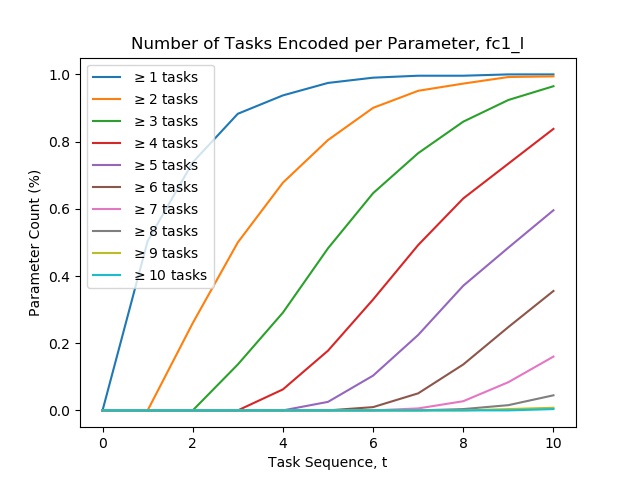 Number of Tasks Encoded per Parameter, fc1_l
1.0
0.8
0.6
0.4
0.2
0.0
Parameter Count (%)
≥ 1 tasks
≥ 2 tasks
≥ 3 tasks
≥ 4 tasks
≥ 5 tasks
≥ 6 tasks
≥ 7 tasks
≥ 8 tasks
≥ 9 tasks
≥ 10 tasks
0 2 4 6 8 10
Task Sequence, t